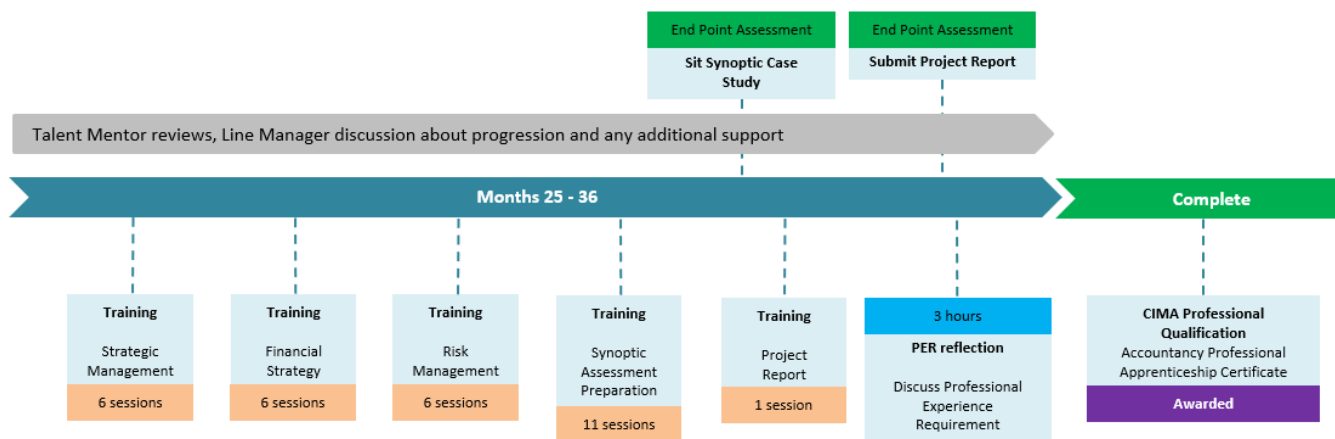 End Point Assessment
Sit Synoptic Case
Study
End Point Assessment
Submit Project Report
Talent Mentor reviews, Line Manager discussion about progression and any additional support
Months 25 - 36
Complete
Training
Strategic
Management
6 sessions
Training
Financial
Strategy
6 sessions
Training
Risk
Management
6 sessions
Training
Synoptic
Assessment
Preparation
11 sessions
Training
Project
Report
1 session
3 hours
PER reflection
Discuss Professional
Experience
Requirement
CIMA Professional
Qualification
Accountancy Professional
Apprenticeship Certificate
Awarded